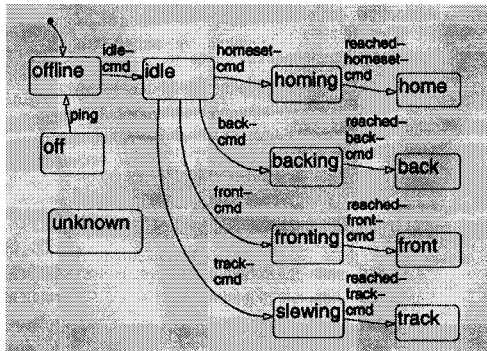 idle–
cmd
homeset–
cmd
reached–
homeset–
cmd
offline
idle
homing
home
ping
off
back–
cmd
reached–
back–
cmd
backing
back
unknown
front–
cmd
reached–
front–
cmd
fronting
front
track–
cmd
reached–
track–
cmd
slewing
track